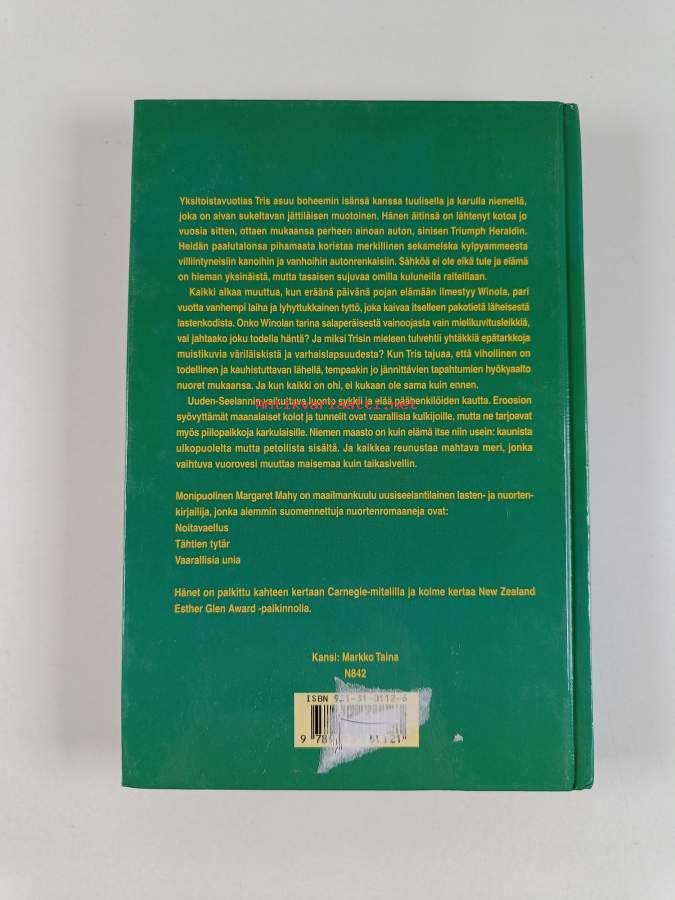 Yksitoistavuotias Tris asuu boheemin isänsä kanssa tuulisella ja karulla niemellä,
joka on aivan sukeltavan jättiläisen muotoinen. Hänen äitinsä on lähtenyt kotoa jo
vuosia sitten, ottaen mukaansa perheen ainoan auton, sinisen Triumph Heraldin.
Heidän paalutalonsa pihamaata koristaa merkillinen sekamelska kylpyammeesta
villiintyneisiin kanoihin ja vanhoihin autonrenkaisiin. Sähköä ei ole eikä tule ja elämä
on hieman yksinäistä, mutta tasaisen sujuvaa omilla kuluneilla raiteillaan.
Kaikki alkaa muuttua, kun eräänä päivänä pojan elämään ilmestyy Winola, pari
vuotta vanhempi laiha ja lyhyttukkainen tyttö, joka kaivaa itselleen pakotietä läheisestä
lastenkodista. Onko Winolan tarina salaperäisestä vainoojasta vain mielikuvitusleikkiä,
vai jahtaako joku todella häntä? Ja miksi Trisin mieleen tulvehtii yhtäkkiä epätarkkoja
muistikuvia väriläiskistä ja varhaislapsuudesta? Kun Tris tajuaa, että vihollinen on
todellinen ja kauhistuttavan lähellä, tempaakin jo jännittävien tapahtumien hyökyaalto
nuoret mukaansa. Ja kun kaikki on ohi, ei kukaan ole sama kuin ennen.
Uuden-Seelannin vaikuttava luonto sykkii ja elää päähenkilöiden kautta. Eroosion
Antikvariaatti.net
syövyttämät maanalaiset kolot ja tunnelit ovat vaarallisia kulkijoille, mutta ne tarjoavat
myös piilopaikkoja karkulaisille. Niemen maasto on kuin elämä itse niin usein: kaunista
ulkopuolelta mutta petollista sisältä. Ja kaikkea reunustaa mahtava meri, jonka
vaihtuva vuorovesi muuttaa maisemaa kuin taikasivellin.
Monipuolinen Margaret Mahy on maailmankuulu uusiseelantilainen lasten- ja nuorten-
kirjailija, jonka aiemmin suomennettuja nuortenromaaneja ovat:
Noitavaellus
Tähtien tytär
Vaarallisia unia
Hänet on palkittu kahteen kertaan Carnegie-mitalilla ja kolme kertaa New Zealand
Esther Glen Award -palkinnolla.
Kansi: Markko Taina
N842
ISBN
9 78